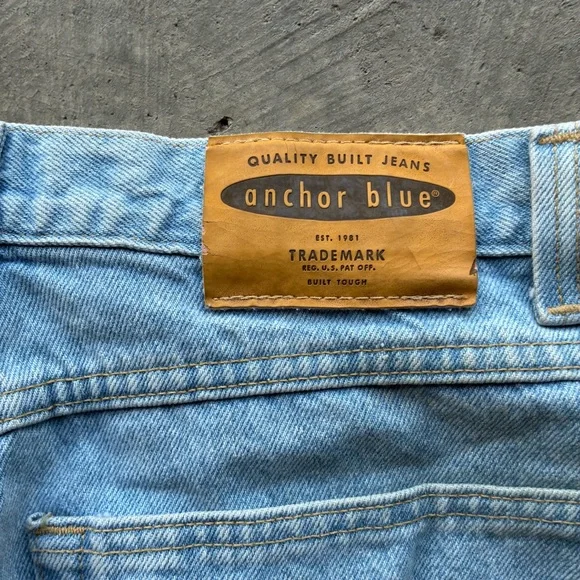 QUALITY BUILT JEANS
anchor blue®
EST. 1981
TRADEMARK
REG. U.S. PAT OFF.
BUILT TOUGH